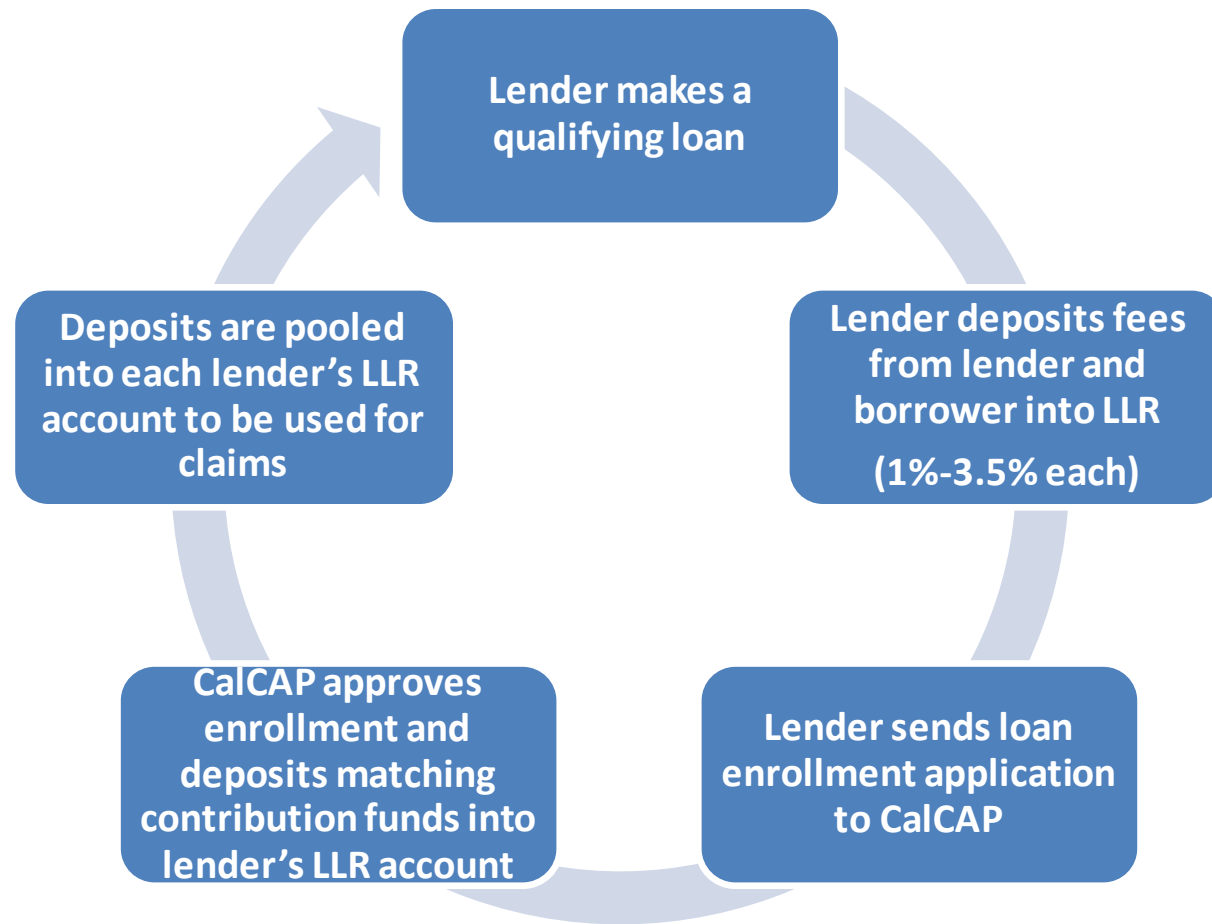 Lender makes a
qualifying loan
Lender deposits fees
from lender and
borrower into LLR
(1%-3.5% each)
Lender sends loan
enrollment application
to CalCAP
CalCAP approves
enrollment and
deposits matching
contribution funds into
lender’s LLR account
Deposits are pooled
into each lender’s LLR
account to be used for
claims